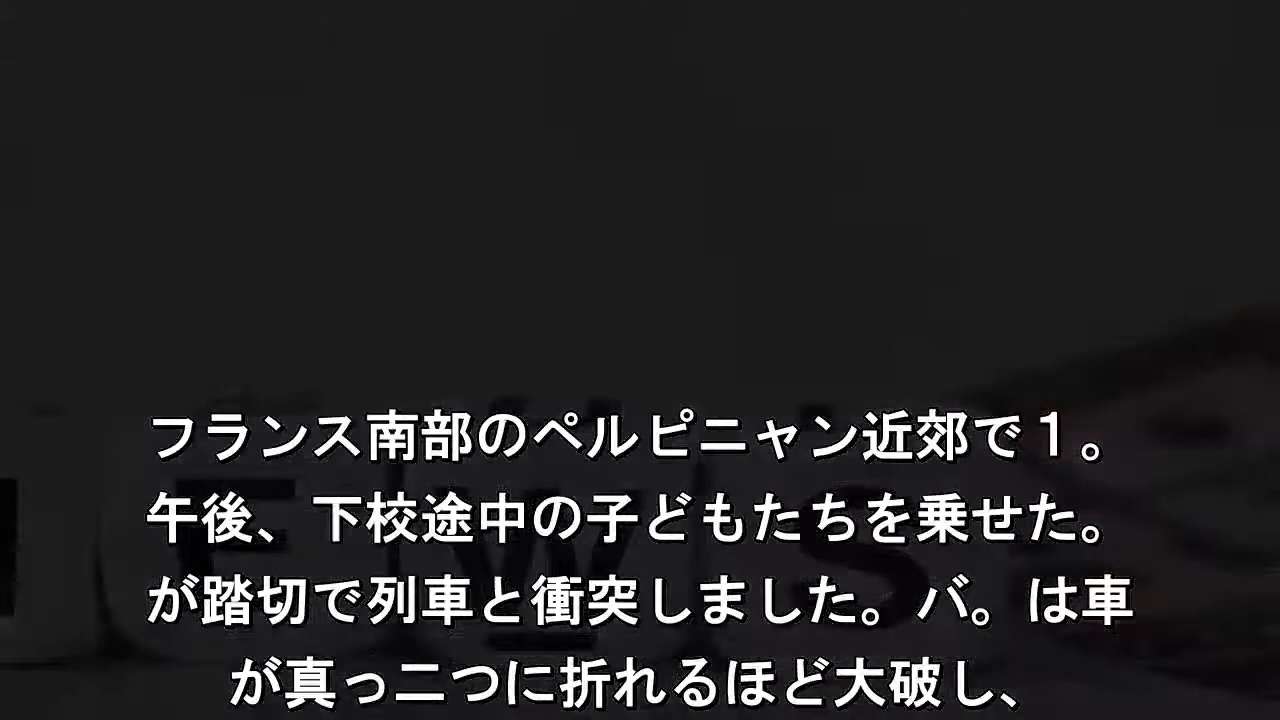 フランス南部のペルピニャン近郊で１。
午後、下校途中の子どもたちを乗せた。
が踏切で列車と衝突しました。バ。は車
が真っ二つに折れるほど大破し、
F W S